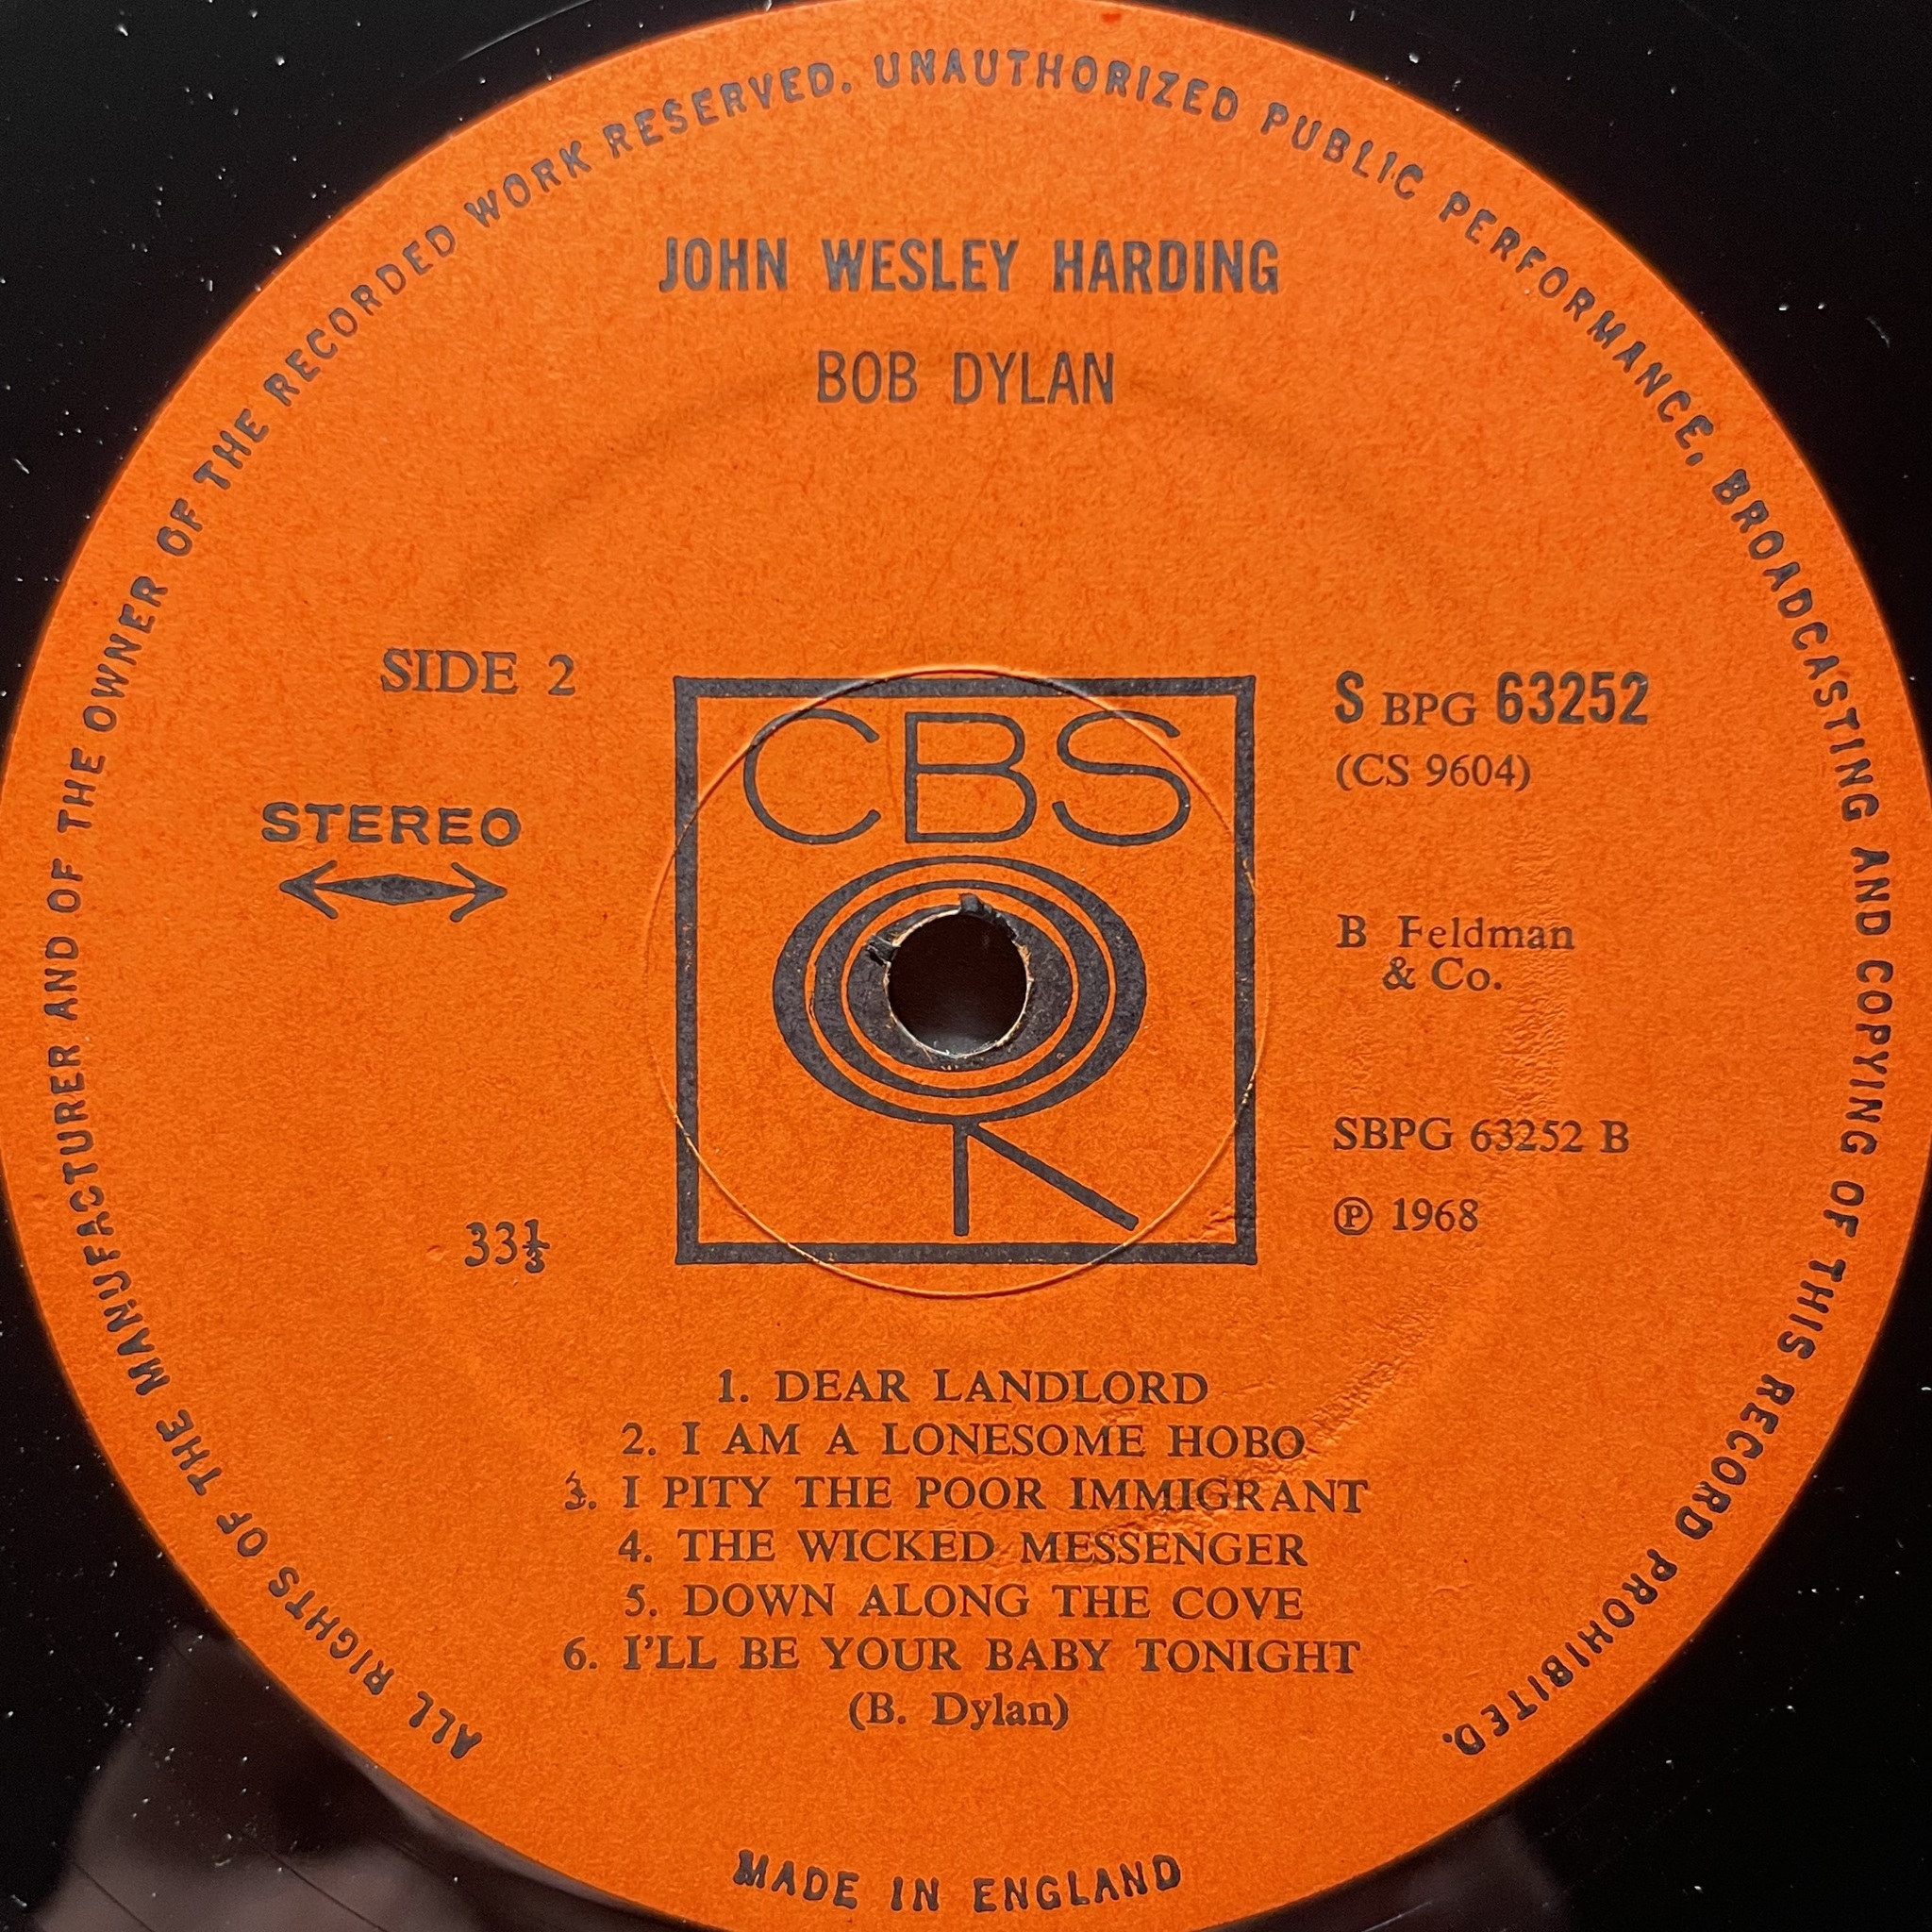 ALL RIGHTS OF THE MANUFACTURER AND OF THE OWNER OF THE RECORDED WORK RESERVED. UNAUTHORIZED PUBLIC PERFORMANCE, BROADCASTING AND COPYING OF THIS RECORD PROHIBITED.
JOHN WESLEY HARDING
BOB DYLAN
SIDE 2
STEREO
33⅓
CBS
S BPG 63252
(CS 9604)
B Feldman
& Co.
SBPG 63252 B
℗ 1968
1. DEAR LANDLORD
2. I AM A LONESOME HOBO
3. I PITY THE POOR IMMIGRANT
4. THE WICKED MESSENGER
5. DOWN ALONG THE COVE
6. I'LL BE YOUR BABY TONIGHT
(B. Dylan)
MADE IN ENGLAND